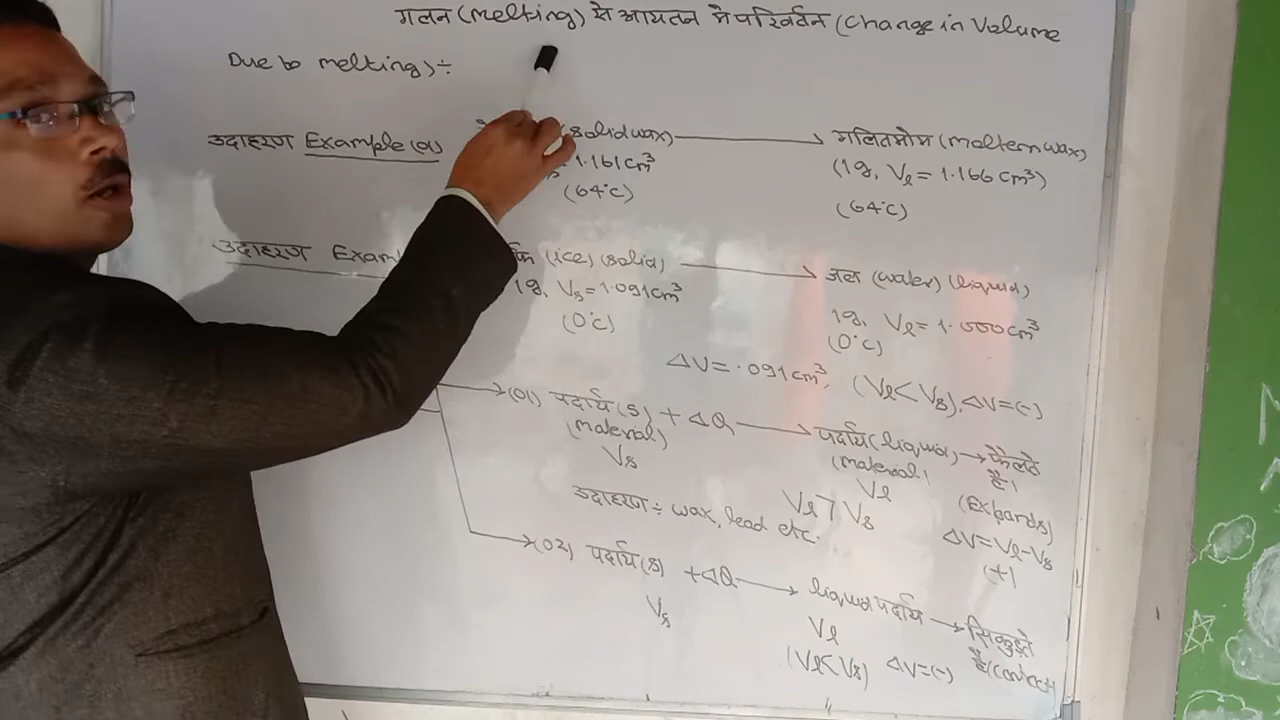 गलन (melting) से आयतन मे परिवर्तन (Change in Volume
Due to melting) ÷
उदाहरण Example (a) (solid wax) → गलितमोम (moltern wax)
1.161 cm³ (1g, Vℓ = 1.166 cm³)
(64°C) (64°C)
उदाहरण Exam (ice) (solid) → जल (water) (liquid)
1g, Vs = 1.091 cm³ 1g, Vℓ = 1.000 cm³
(0°C) (0°C)
ΔV = .091 cm³, (Vℓ < Vs), ΔV = (-)
→ (01) पदार्थ (s) + ΔQ → पदार्थ (liquid) → फैलते है।
(material) (material) (Expands)
Vs Vℓ
Vℓ > Vs ΔV = Vℓ - Vs
उदाहरण ÷ wax, lead etc. (+)
→ (02) पदार्थ (s) + ΔQ → liquid पदार्थ → सिकुड़ते
Vs Vℓ है
(Vℓ < Vs) ΔV = (-)